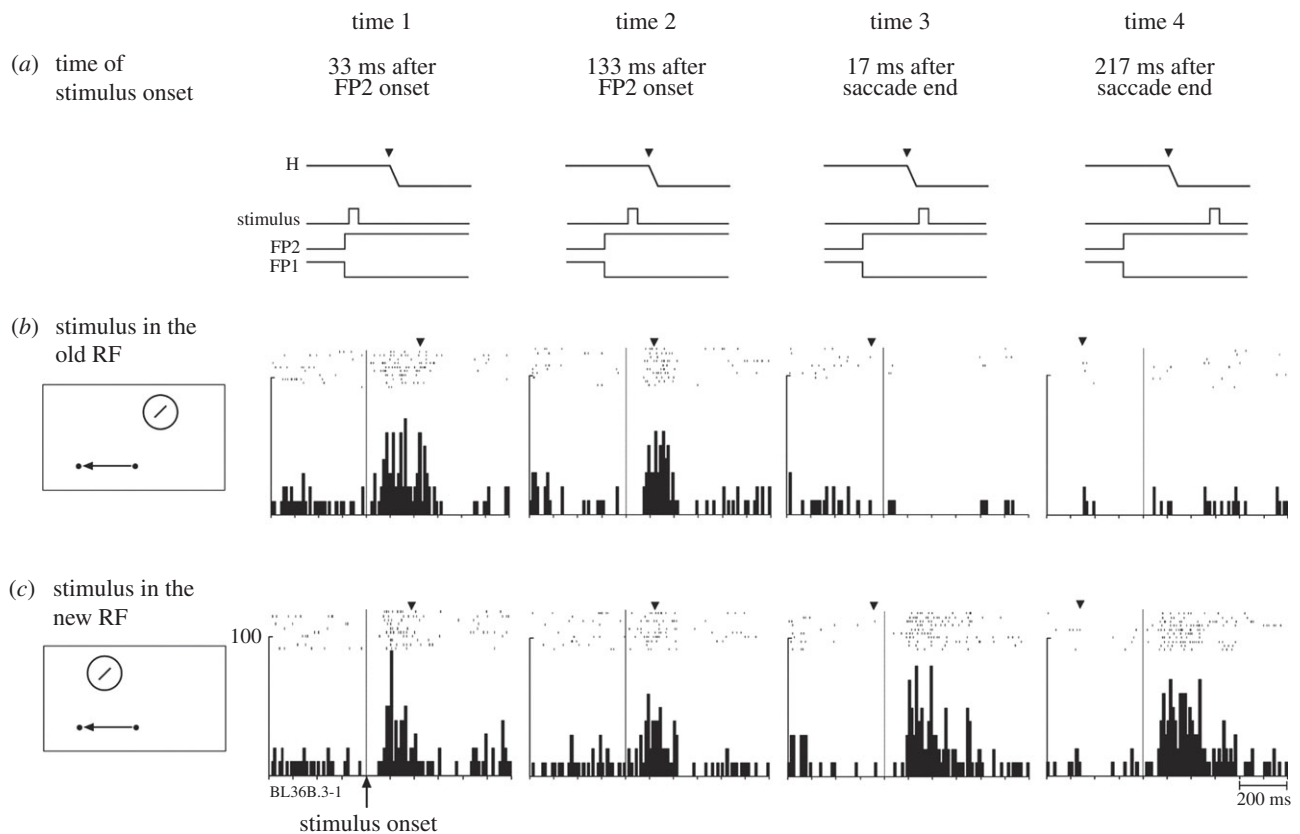 time 1 time 2 time 3 time 4
(a) time of stimulus onset
33 ms after FP2 onset
133 ms after FP2 onset
17 ms after saccade end
217 ms after saccade end
H
stimulus
FP2
FP1
(b) stimulus in the
old RF
(c) stimulus in the
new RF
100
BL36B.3-1
stimulus onset
200 ms